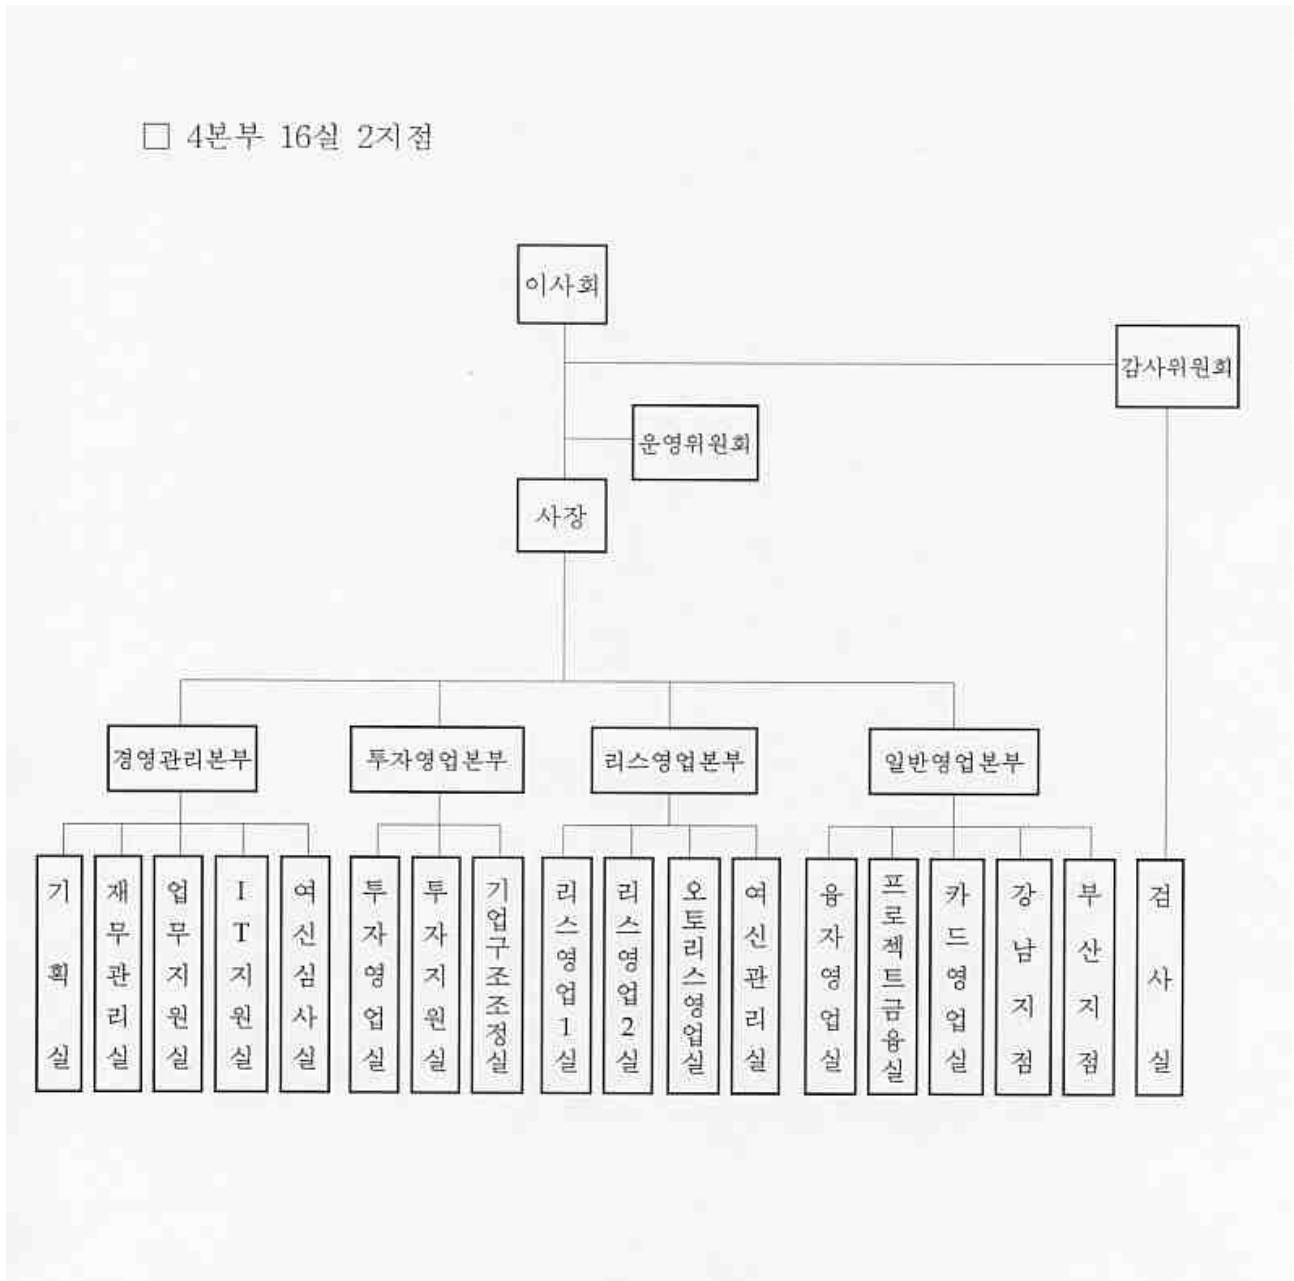 □ 4본부 16실 2지점
이사회
감사위원회
운영위원회
사장
경영관리본부
투자영업본부
리스영업본부
일반영업본부
기획실
재무관리실
업무지원실
IT지원실
여신심사실
투자영업실
투자지원실
기업구조조정실
리스영업1실
리스영업2실
오토리스영업실
여신관리실
융자영업실
프로젝트금융실
카드영업실
강남지점
부산지점
검사실